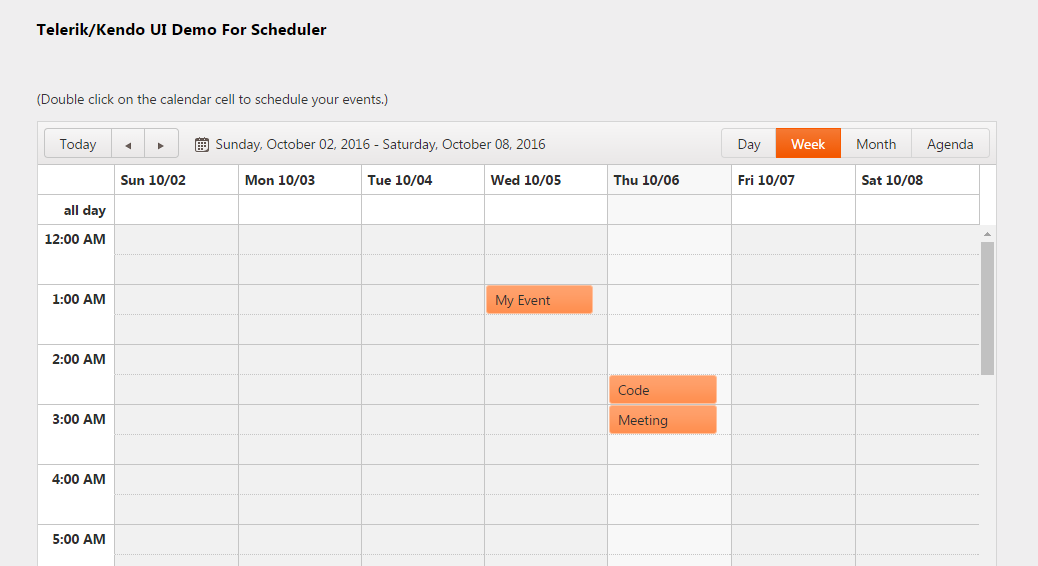 Telerik/Kendo UI Demo For Scheduler
(Double click on the calendar cell to schedule your events.)
Today Sunday, October 02, 2016 - Saturday, October 08, 2016 Day Week Month Agenda
Sun 10/02 Mon 10/03 Tue 10/04 Wed 10/05 Thu 10/06 Fri 10/07 Sat 10/08
all day
12:00 AM
1:00 AM My Event
2:00 AM
Code
3:00 AM Meeting
4:00 AM
5:00 AM